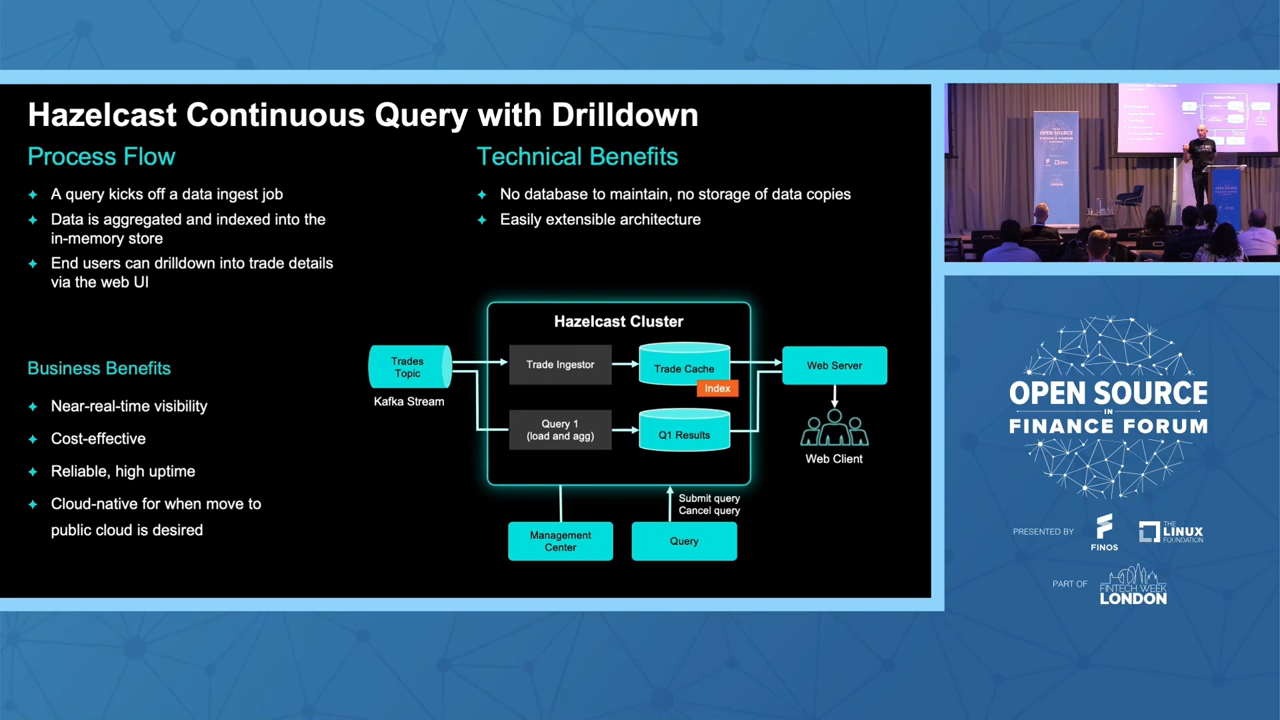 Hazelcast Continuous Query with Drilldown
Process Flow
A query kicks off a data ingest job
Data is aggregated and indexed into the
in-memory store
End users can drilldown into trade details
via the web UI
Technical Benefits
No database to maintain, no storage of data copies
Easily extensible architecture
Business Benefits
Near-real-time visibility
Cost-effective
Reliable, high uptime
Cloud-native for when move to
public cloud is desired
Hazelcast Cluster
Trades
Topic
Kafka Stream
Trade Ingestor
Trade Cache
Index
Web Server
Query 1
(load and agg)
Q1 Results
Web Client
Submit query
Cancel query
Management
Center
Query
OPEN SOURCE
FINANCE FORUM
OPEN SOURCE
IN
FINANCE FORUM
PRESENTED BY
FINOS
THE
LINUX
FOUNDATION
PART OF
FINTECH WEEK
LONDON